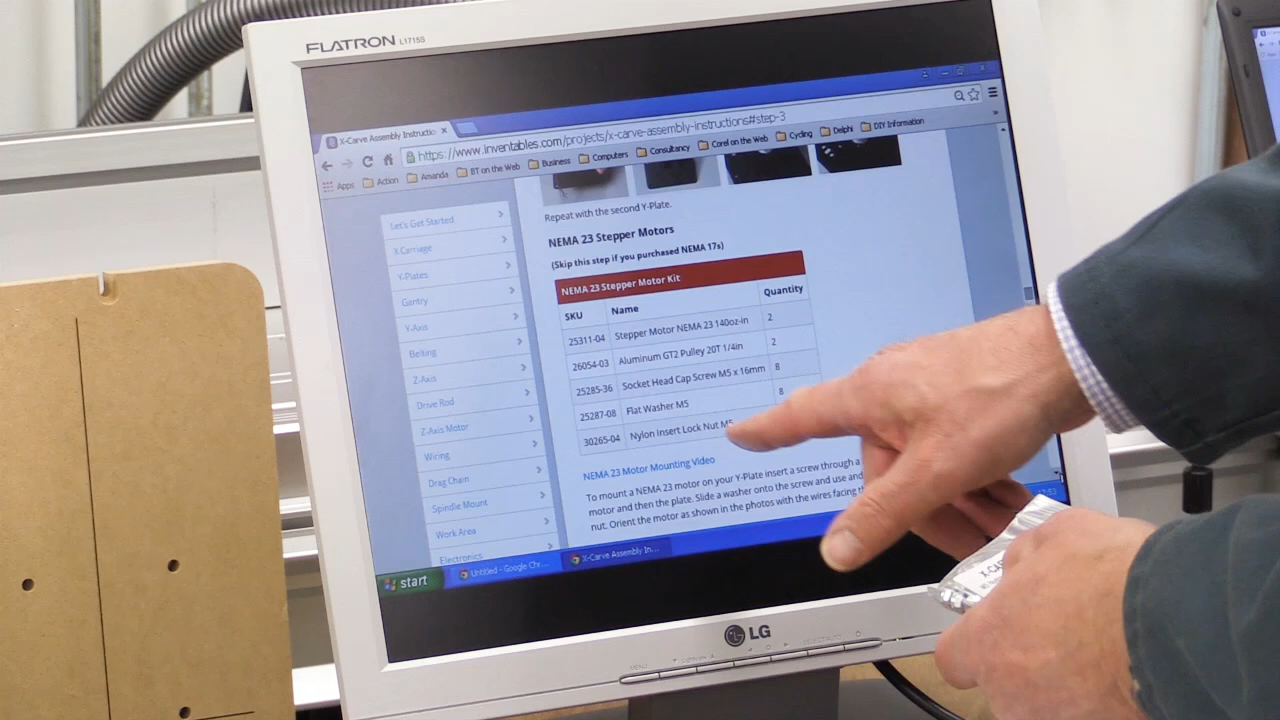 FLATRON L1715S
X-Carve Assembly Instructio
https://www.inventables.com/projects/x-carve-assembly-instructions#step-3
Apps Action Amanda BT on the Web Business Computers Consultancy Corel on the Web Cycling Delphi DIY Information
Let's Get Started
X-Carriage
Y-Plates
Gantry
Y-Axis
Belting
Z-Axis
Drive Rod
Z-Axis Motor
Wiring
Drag Chain
Spindle Mount
Work Area
Electronics
Repeat with the second Y-Plate.
NEMA 23 Stepper Motors
(Skip this step if you purchased NEMA 17s)
NEMA 23 Stepper Motor Kit
SKU Name Quantity
25311-04 Stepper Motor NEMA 23 140oz-in 2
26054-03 Aluminum GT2 Pulley 20T 1/4in 2
25285-36 Socket Head Cap Screw M5 x 16mm 8
25287-08 Flat Washer M5 8
30265-04 Nylon Insert Lock Nut M5
NEMA 23 Motor Mounting Video
To mount a NEMA 23 motor on your Y-Plate insert a screw through a
motor and then the plate. Slide a washer onto the screw and use and
nut. Orient the motor as shown in the photos with the wires facing
start Untitled - Google Chr... X-Carve Assembly In...
LG
MENU